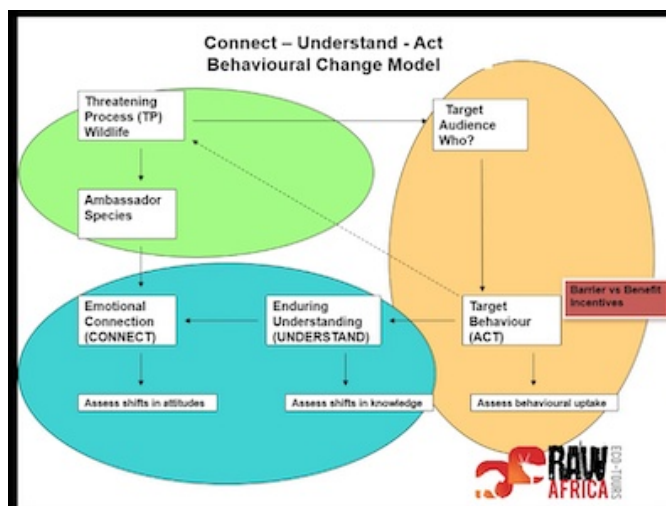 Connect – Understand - Act
Behavioural Change Model
Threatening
Process (TP)
Wildlife
Target
Audience
Who?
Ambassador
Species
Emotional
Connection
(CONNECT)
Enduring
Understanding
(UNDERSTAND)
Target
Behaviour
(ACT)
Barrier vs Benefit
Incentives
Assess shifts in attitudes
Assess shifts in knowledge
Assess behavioural uptake
RAW
AFRICA
ECO-TOURS